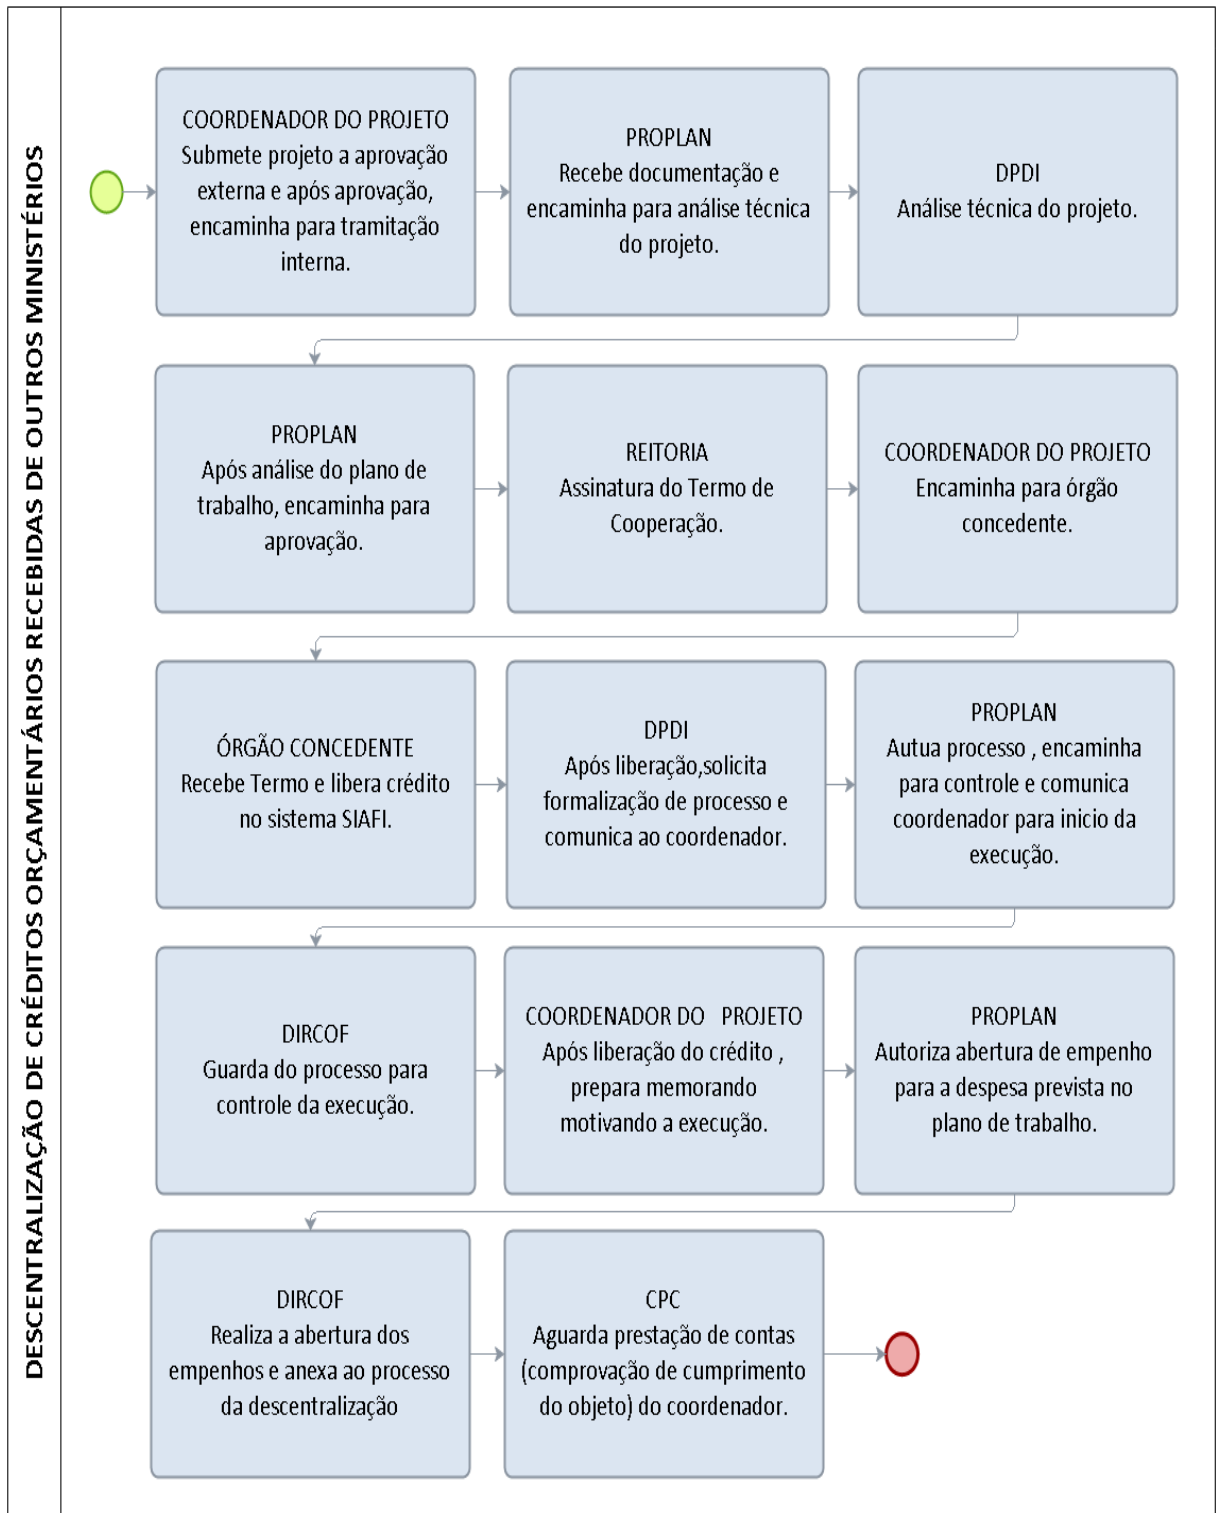 DESCENTRALIZAÇÃO DE CRÉDITOS ORÇAMENTÁRIOS RECEBIDAS DE OUTROS MINISTÉRIOS
COORDENADOR DO PROJETO
Submete projeto a aprovação
externa e após aprovação,
encaminha para tramitação
interna.
PROPLAN
Recebe documentação e
encaminha para análise técnica
do projeto.
DPDI
Análise técnica do projeto.
PROPLAN
Após análise do plano de
trabalho, encaminha para
aprovação.
REITORIA
Assinatura do Termo de
Cooperação.
COORDENADOR DO PROJETO
Encaminha para órgão
concedente.
ÓRGÃO CONCEDENTE
Recebe Termo e libera crédito
no sistema SIAFI.
DPDI
Após liberação,solicita
formalização de processo e
comunica ao coordenador.
PROPLAN
Autua processo , encaminha
para controle e comunica
coordenador para inicio da
execução.
DIRCOF
Guarda do processo para
controle da execução.
COORDENADOR DO PROJETO
Após liberação do crédito ,
prepara memorando
motivando a execução.
PROPLAN
Autoriza abertura de empenho
para a despesa prevista no
plano de trabalho.
DIRCOF
Realiza a abertura dos
empenhos e anexa ao processo
da descentralização
CPC
Aguarda prestação de contas
(comprovação de cumprimento
do objeto) do coordenador.